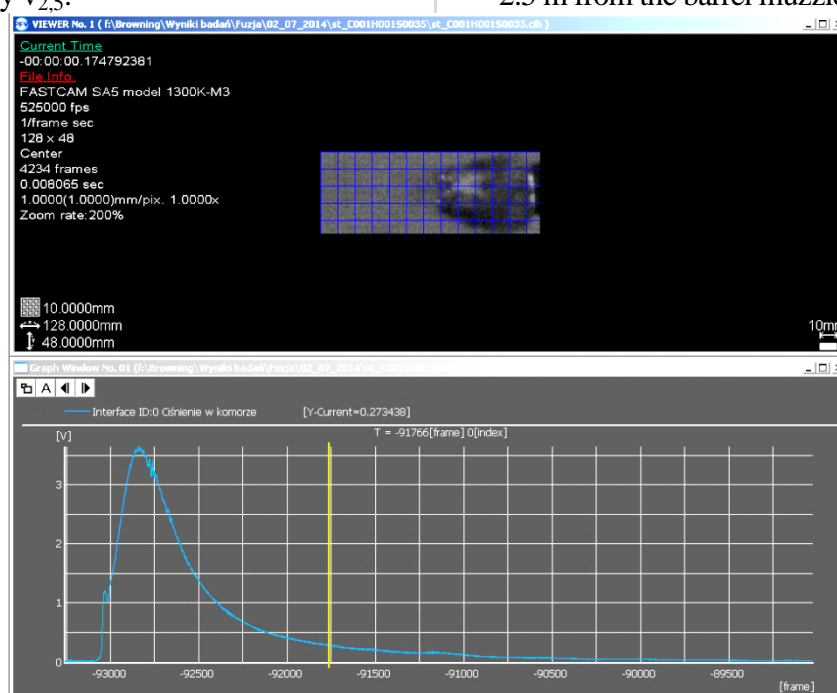 y V2,5.
2.5 m from the barrel muzzle
VIEWER No. 1 ( f:\Browning\Wyniki badań\Fuzja\02_07_2014\st_C001H001S0035\st_C001H001S0035.cih )
Current Time
-00:00:00.174792381
File Info.
FASTCAM SA5 model 1300K-M3
525000 fps
1/frame sec
128 x 48
Center
4234 frames
0.008065 sec
1.0000(1.0000)mm/pix. 1.0000x
Zoom rate:200%
10.0000mm
128.0000mm
48.0000mm
10m
Graph Window No. 01 (f:\Browning\Wyniki badań\Fuzja\02_07_2014\st_C001H001S0035
A
Interface ID:0 Ciśnienie w komorze [Y-Current=0.273438]
T = -91766[frame] 0[index]
[V]
3
2
1
0
-93000 -92500 -92000 -91500 -91000 -90500 -90000 -89500
[frame]